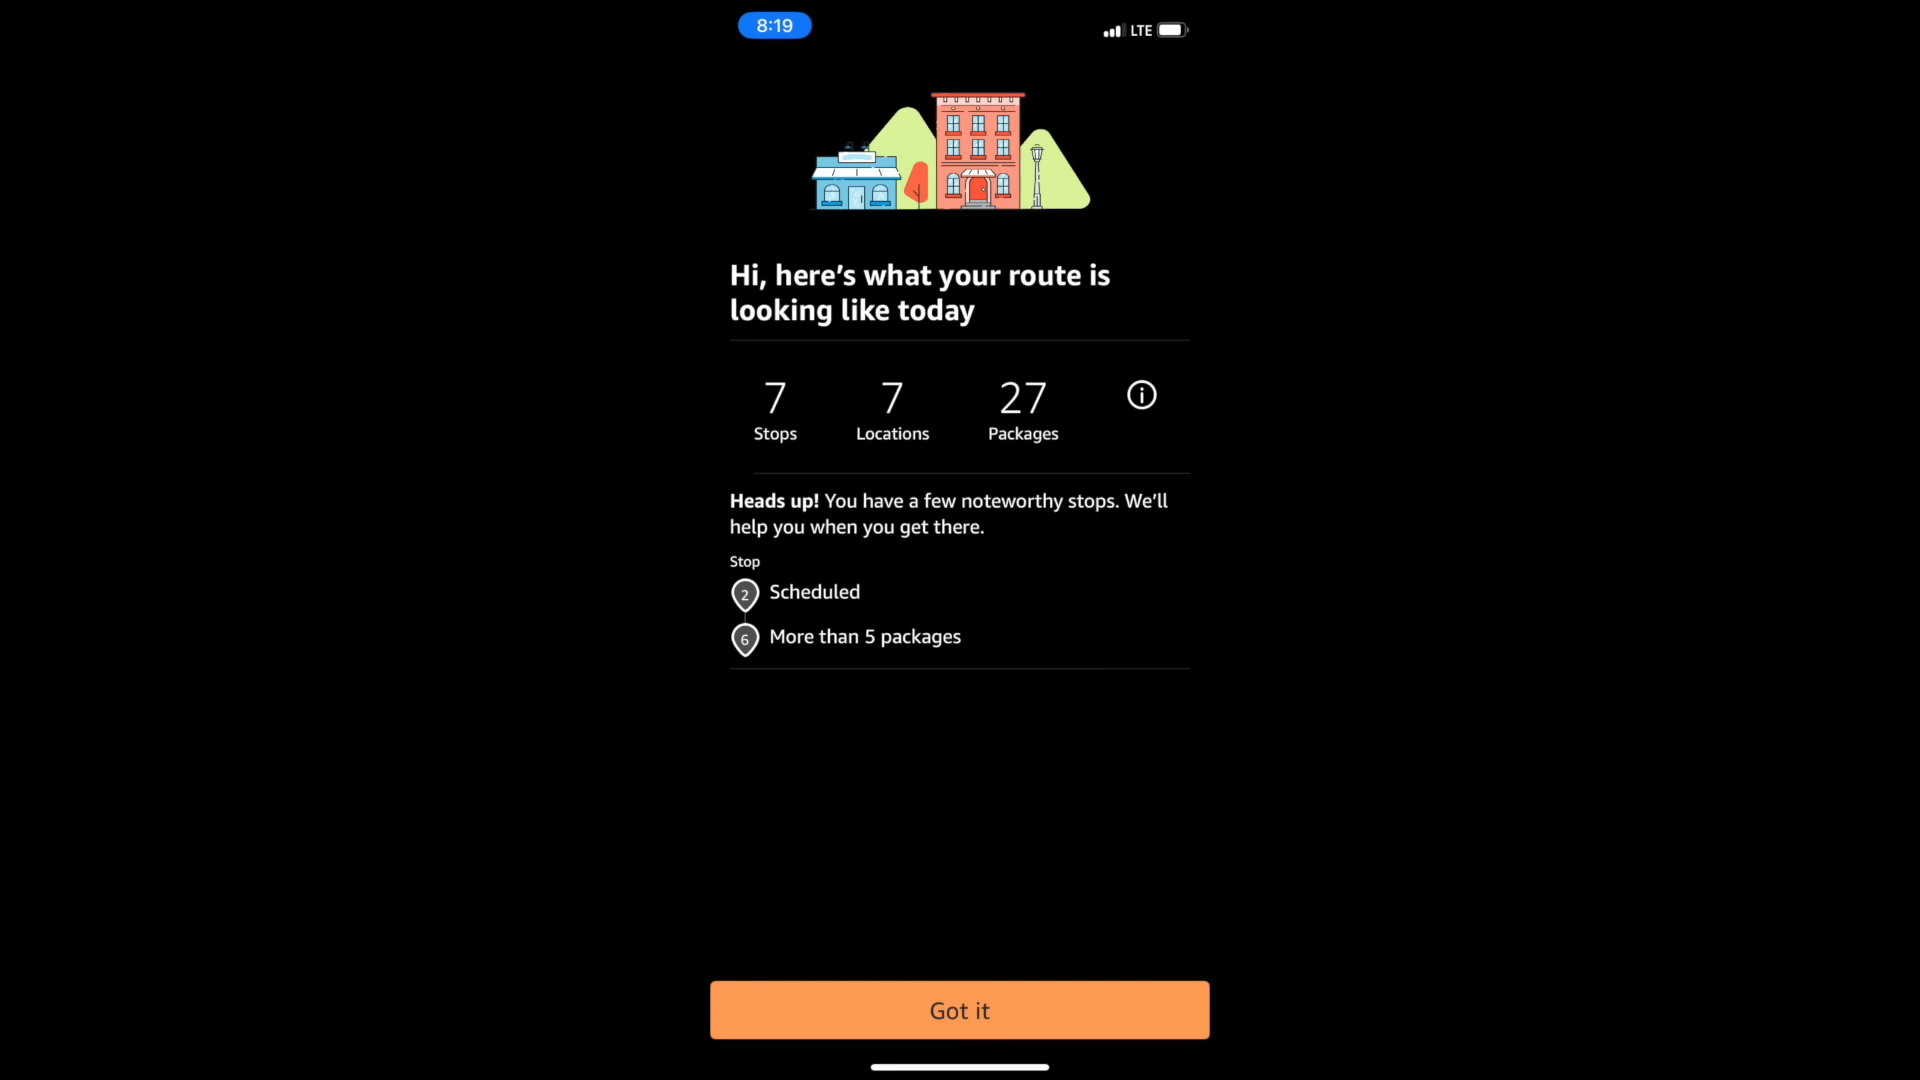 8:19
LTE
Hi, here’s what your route is
looking like today
7 7 27
Stops Locations Packages
Heads up! You have a few noteworthy stops. We’ll
help you when you get there.
Stop
2 Scheduled
6 More than 5 packages
Got it